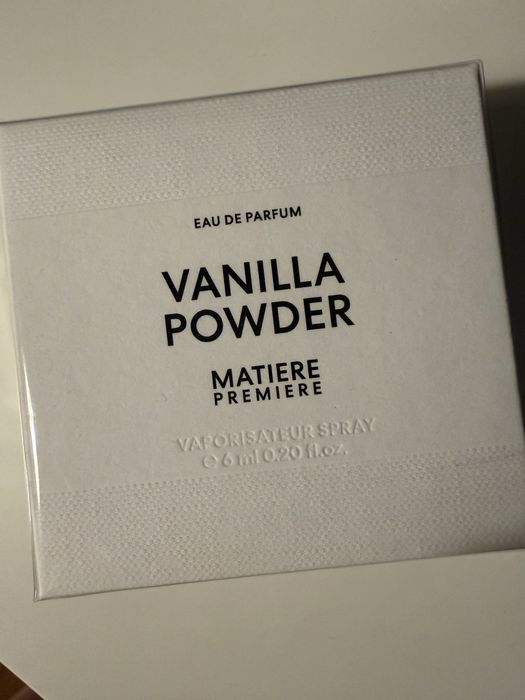 EAU DE PARFUM
VANILLA
POWDER
MATIERE
PREMIERE
VAPORISATEUR SPRAY
℮ 6 ml 0.20 fl.oz.